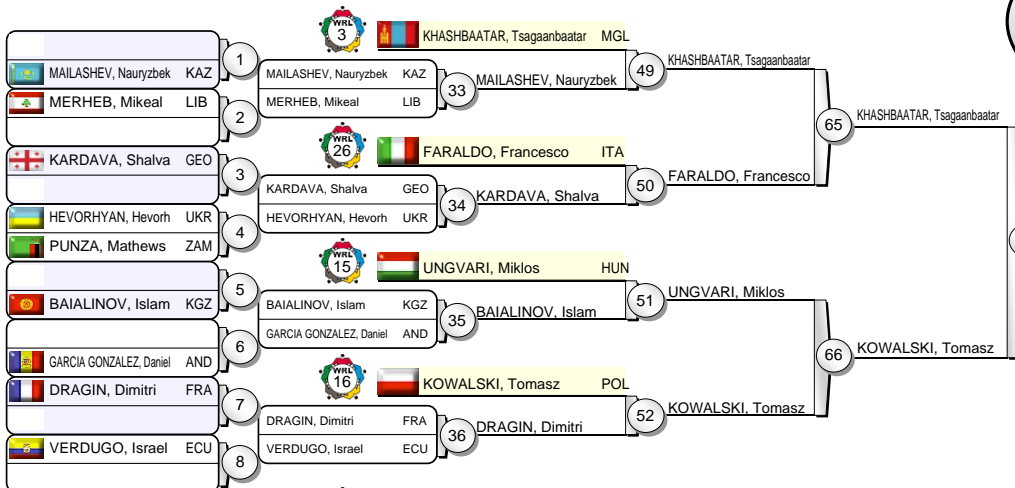 WRL
3
KHASHBAATAR, Tsagaanbaatar MGL
1
MAILASHEV, Nauryzbek KAZ
MERHEB, Mikeal LIB
2
MAILASHEV, Nauryzbek KAZ
MERHEB, Mikeal LIB
33
MAILASHEV, Nauryzbek
49
KHASHBAATAR, Tsagaanbaatar
WRL
26
FARALDO, Francesco ITA
KARDAVA, Shalva GEO
3
HEVORHYAN, Hevorh UKR
4
PUNZA, Mathews ZAM
KARDAVA, Shalva GEO
HEVORHYAN, Hevorh UKR
34
KARDAVA, Shalva
50
FARALDO, Francesco
65
KHASHBAATAR, Tsagaanbaatar
WRL
15
UNGVARI, Miklos HUN
5
BAIALINOV, Islam KGZ
6
GARCIA GONZALEZ, Daniel AND
BAIALINOV, Islam KGZ
GARCIA GONZALEZ, Daniel AND
35
BAIALINOV, Islam
51
UNGVARI, Miklos
WRL
16
KOWALSKI, Tomasz POL
DRAGIN, Dimitri FRA
7
VERDUGO, Israel ECU
8
DRAGIN, Dimitri FRA
VERDUGO, Israel ECU
36
DRAGIN, Dimitri
52
KOWALSKI, Tomasz
66
KOWALSKI, Tomasz